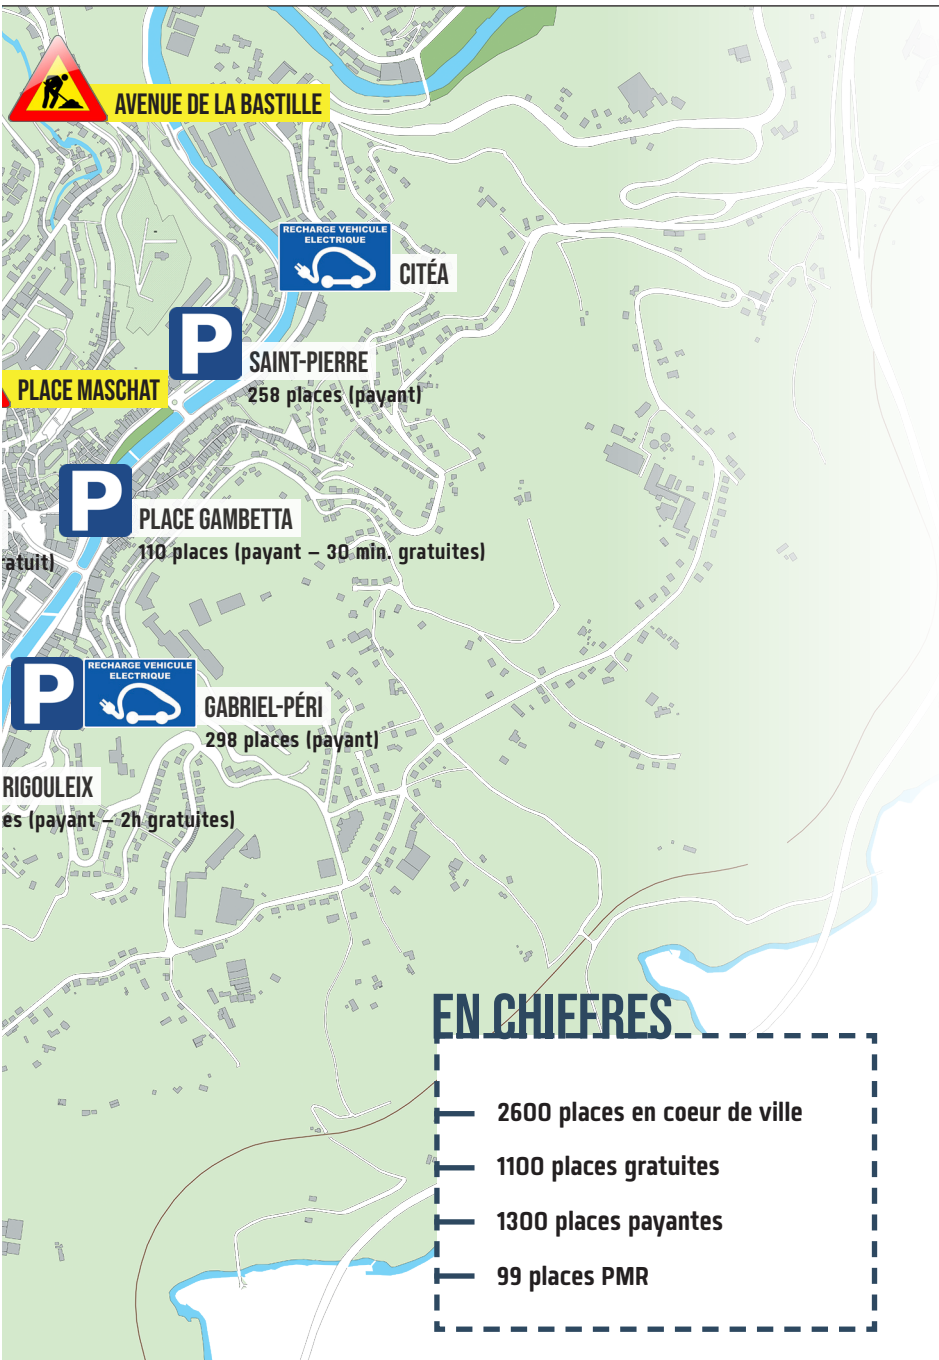 AVENUE DE LA BASTILLE
RECHARGE VEHICULE
ELECTRIQUE
CITÉA
P
SAINT-PIERRE
258 places (payant)
PLACE MASCHAT
P
PLACE GAMBETTA
110 places (payant – 30 min. gratuites)
atuit)
P
RECHARGE VEHICULE
ELECTRIQUE
GABRIEL-PÉRI
298 places (payant)
RIGOULEIX
es (payant – 2h gratuites)
EN CHIFFRES
2600 places en coeur de ville
1100 places gratuites
1300 places payantes
99 places PMR